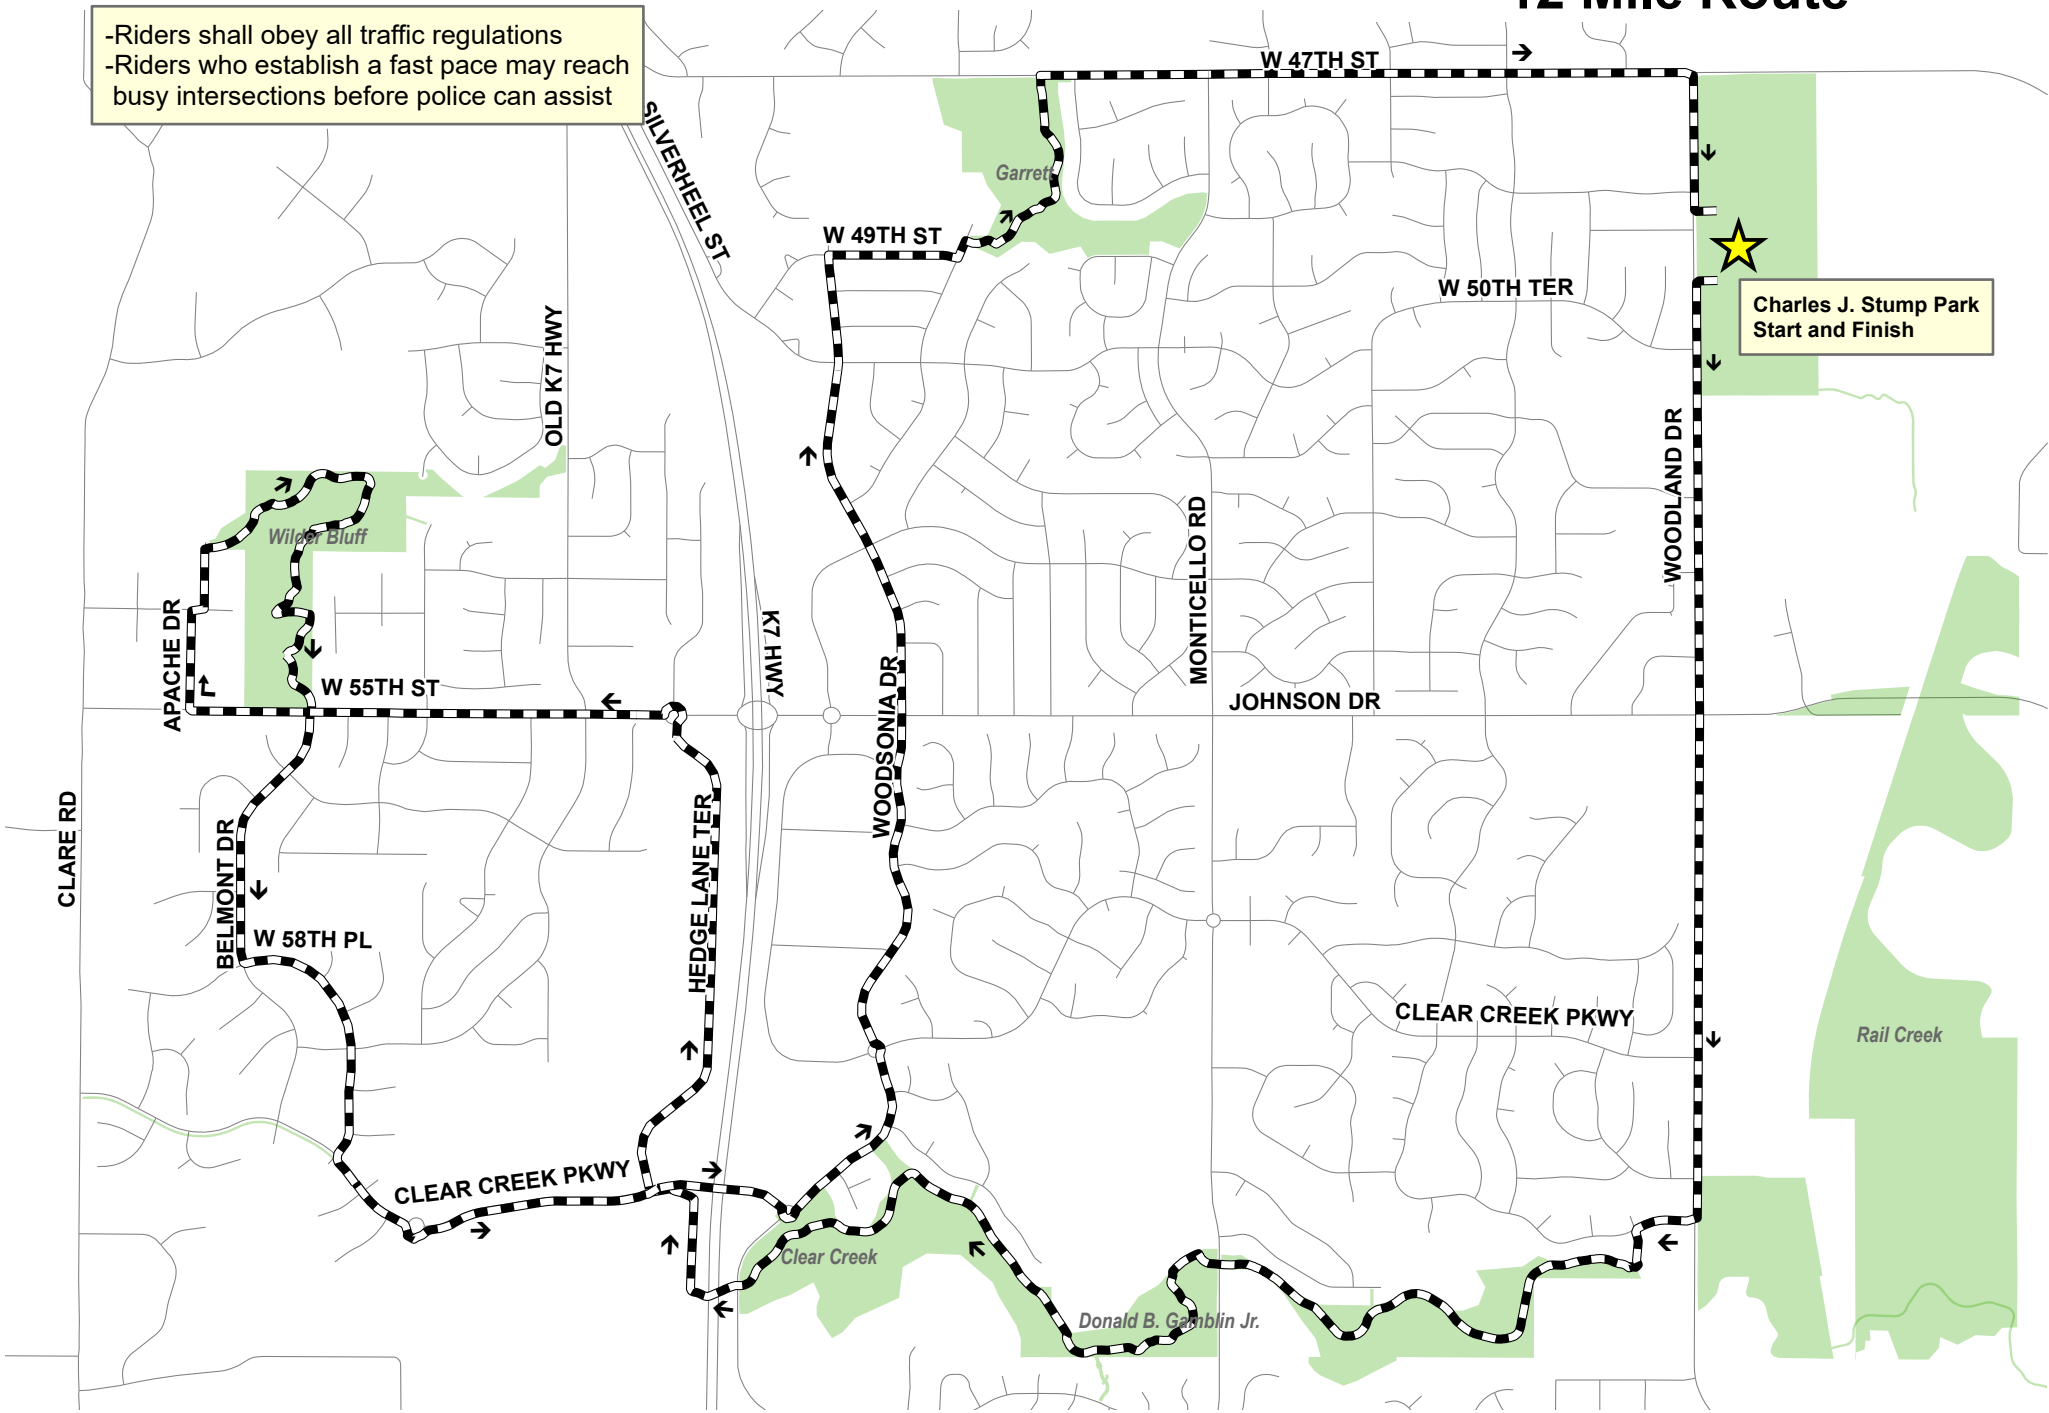 12 Mile Route
-Riders shall obey all traffic regulations
-Riders who establish a fast pace may reach
busy intersections before police can assist
W 47TH ST
SILVERHEEL ST
Garrett
W 49TH ST
W 50TH TER
Charles J. Stump Park
Start and Finish
OLD K7 HWY
WOODLAND DR
MONTICELLO RD
Wilder Bluff
APACHE DR
K7 HWY
W 55TH ST
WOODSONIA DR
JOHNSON DR
CLARE RD
BELMONT DR
HEDGE LANE TER
W 58TH PL
CLEAR CREEK PKWY
Rail Creek
CLEAR CREEK PKWY
Clear Creek
Donald B. Gamblin Jr.